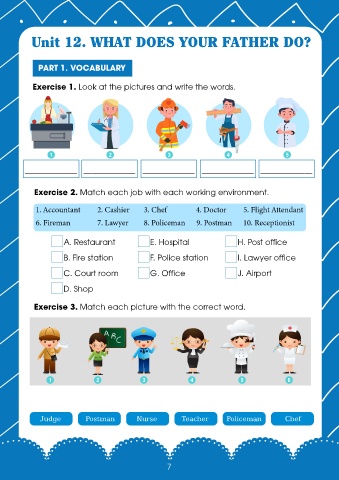 Unit 12. WHAT DOES YOUR FATHER DO?
PART 1. VOCABULARY
Exercise 1. Look at the pictures and write the words.
1 2 3 4 5
Exercise 2. Match each job with each working environment.
1. Accountant 2. Cashier 3. Chef 4. Doctor 5. Flight Attendant
6. Fireman 7. Lawyer 8. Policeman 9. Postman 10. Receptionist
A. Restaurant E. Hospital H. Post office
B. Fire station F. Police station I. Lawyer office
C. Court room G. Office J. Airport
D. Shop
Exercise 3. Match each picture with the correct word.
A B C
1 2 3 4 5 6
Judge Postman Nurse Teacher Policeman Chef
7